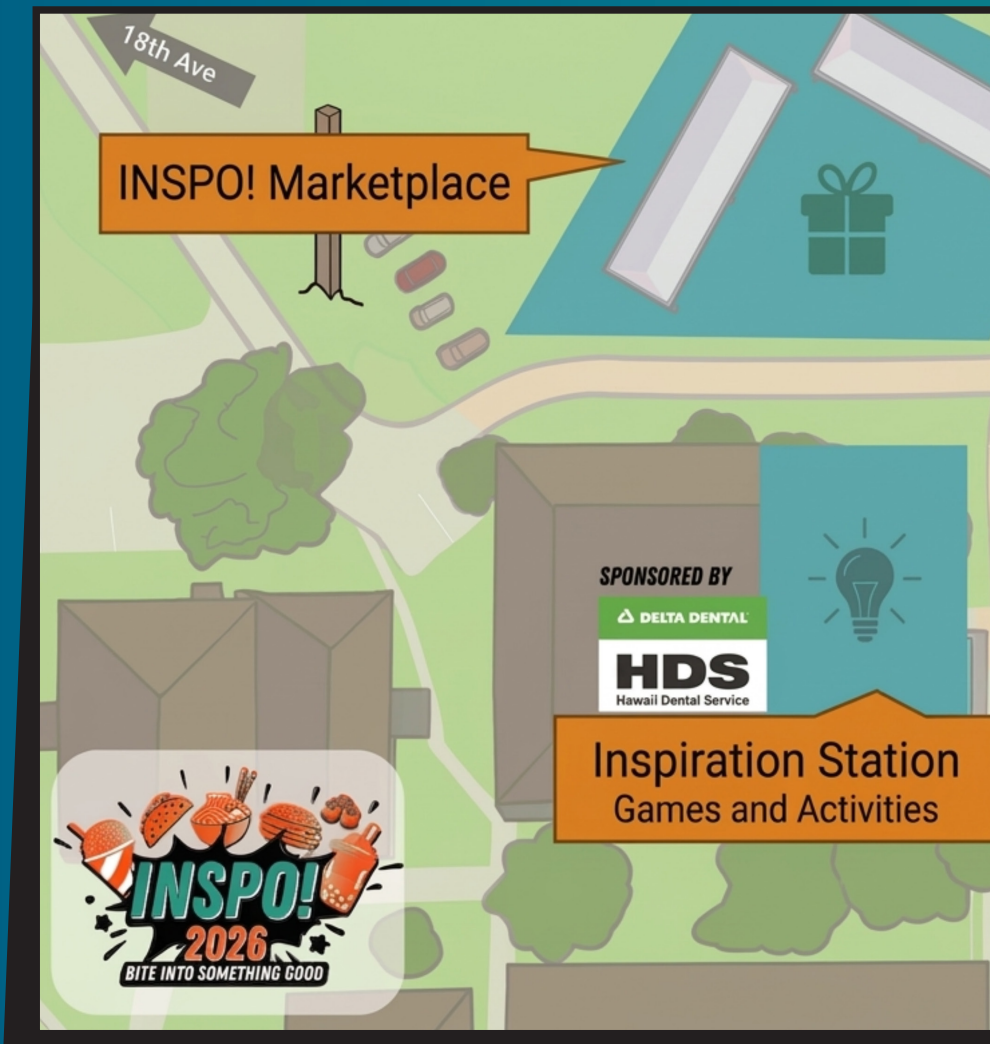 18th Ave
INSPO! Marketplace
SPONSORED BY
DELTA DENTAL
HDS
Hawaii Dental Service
Inspiration Station
Games and Activities
INSPO!
2026
BITE INTO SOMETHING GOOD